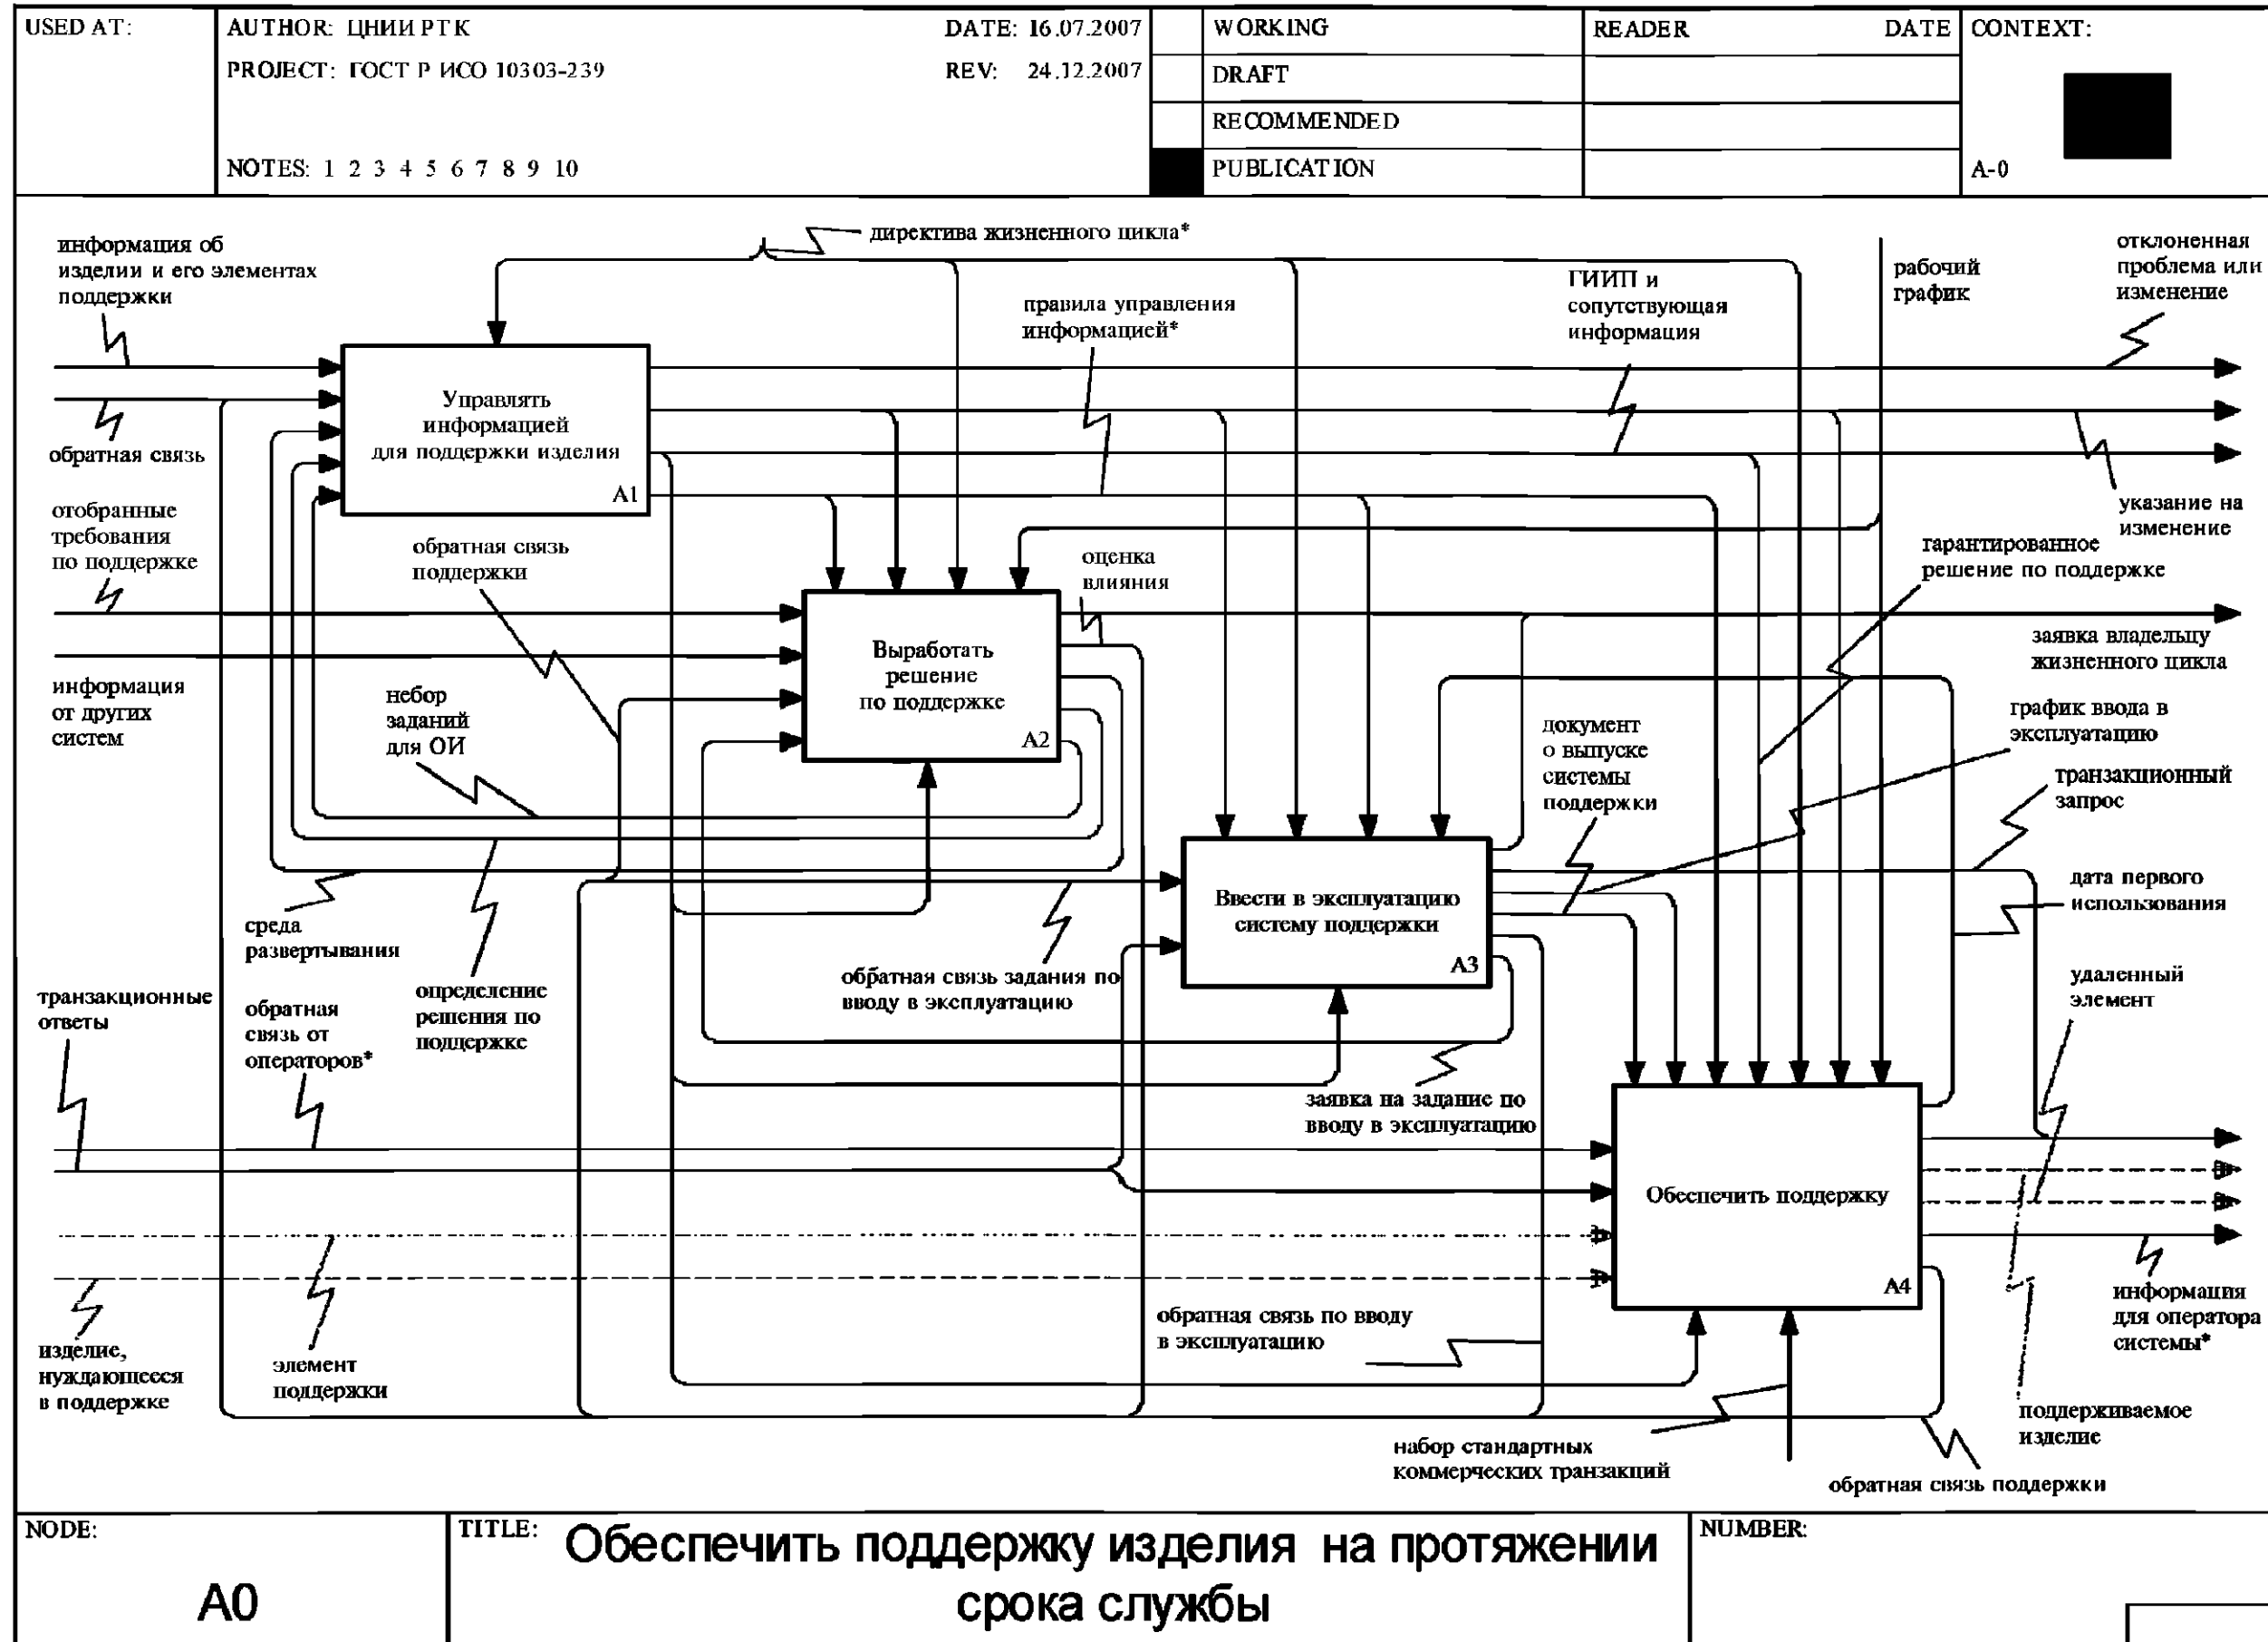 USED AT:
AUTHOR: ЦНИИ РТК
DATE: 16.07.2007
PROJECT: ГОСТ Р ИСО 10303-239
REV: 24.12.2007
NOTES: 1 2 3 4 5 6 7 8 9 10
WORKING
DRAFT
RECOMMENDED
PUBLICATION
READER
DATE
CONTEXT:
A-0
информация об
изделии и его элементах
поддержки
директива жизненного цикла*
правила управления
информацией*
ГИИП и
сопутствующая
информация
рабочий
график
отклоненная
проблема или
изменение
Управлять
информацией
для поддержки изделия
A1
обратная связь
отобранные
требования
по поддержке
обратная связь
поддержки
оценка
влияния
указание на
изменение
гарантированное
решение по поддержке
Выработать
решение
по поддержке
A2
заявка владельцу
жизненного цикла
информация
от других
систем
небор
заданий
для ОИ
документ
о выпуске
системы
поддержки
график ввода в
эксплуатацию
транзакционный
запрос
Ввести в эксплуатацию
систему поддержки
A3
дата первого
использования
среда
развертывания
определение
решения по
поддержке
обратная связь задания по
вводу в эксплуатацию
удаленный
элемент
транзакционные
ответы
обратная
связь от
операторов*
заявка на задание по
вводу в эксплуатацию
Обеспечить поддержку
A4
обратная связь по вводу
в эксплуатацию
информация
для оператора
системы*
изделие,
нуждающееся
в поддержке
элемент
поддержки
поддерживаемое
изделие
набор стандартных
коммерческих транзакций
обратная связь поддержки
NODE:
A0
TITLE:
Обеспечить поддержку изделия на протяжении
срока службы
NUMBER: